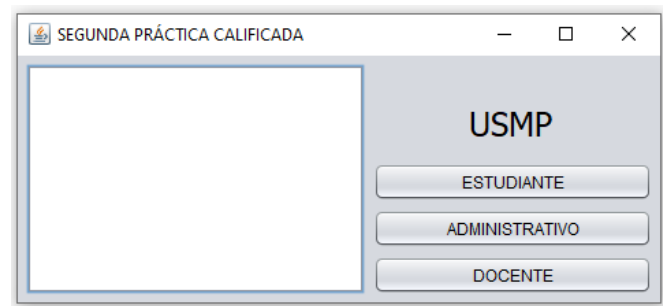 SEGUNDA PRÁCTICA CALIFICADA
USMP
ESTUDIANTE
ADMINISTRATIVO
DOCENTE